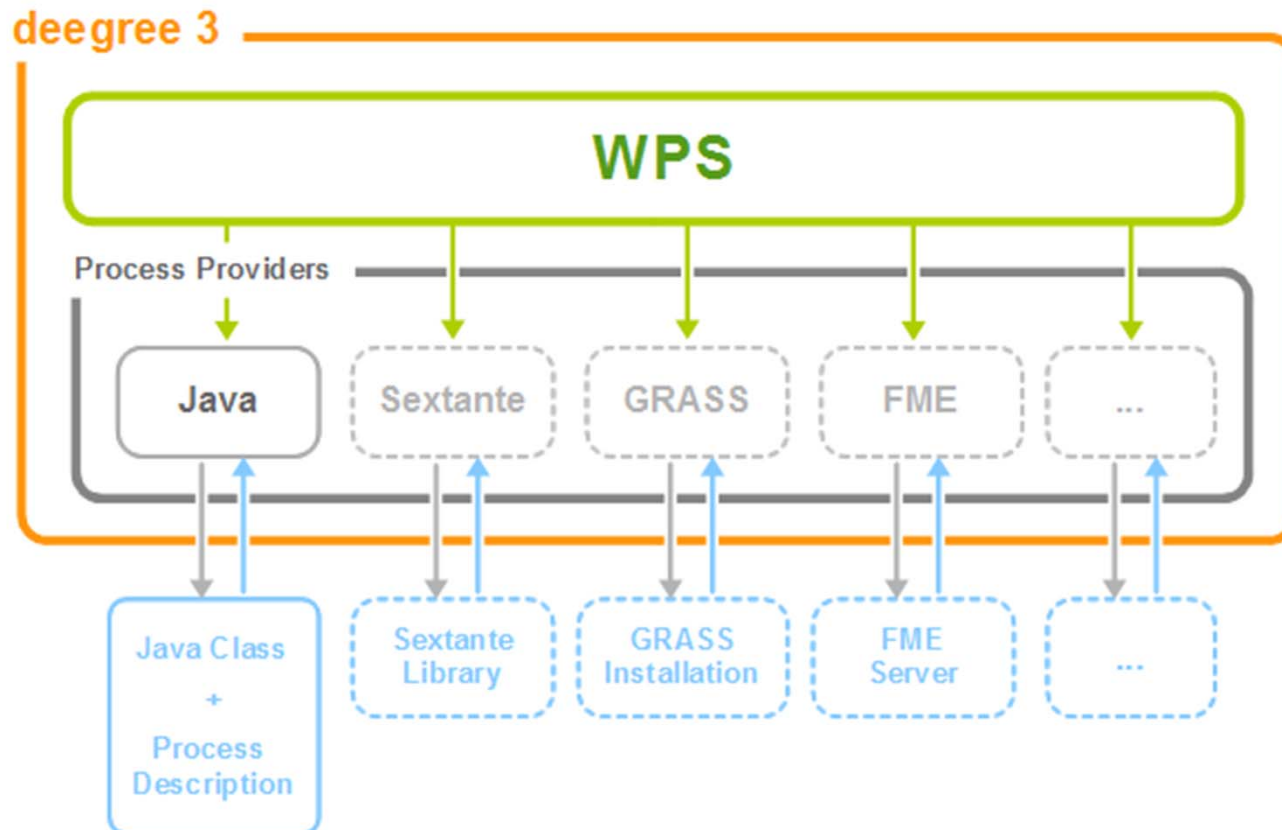 deegree 3
WPS
Process Providers
Java
Sextante
GRASS
FME
...
Java Class
+
Process
Description
Sextante
Library
GRASS
Installation
FME
Server
...